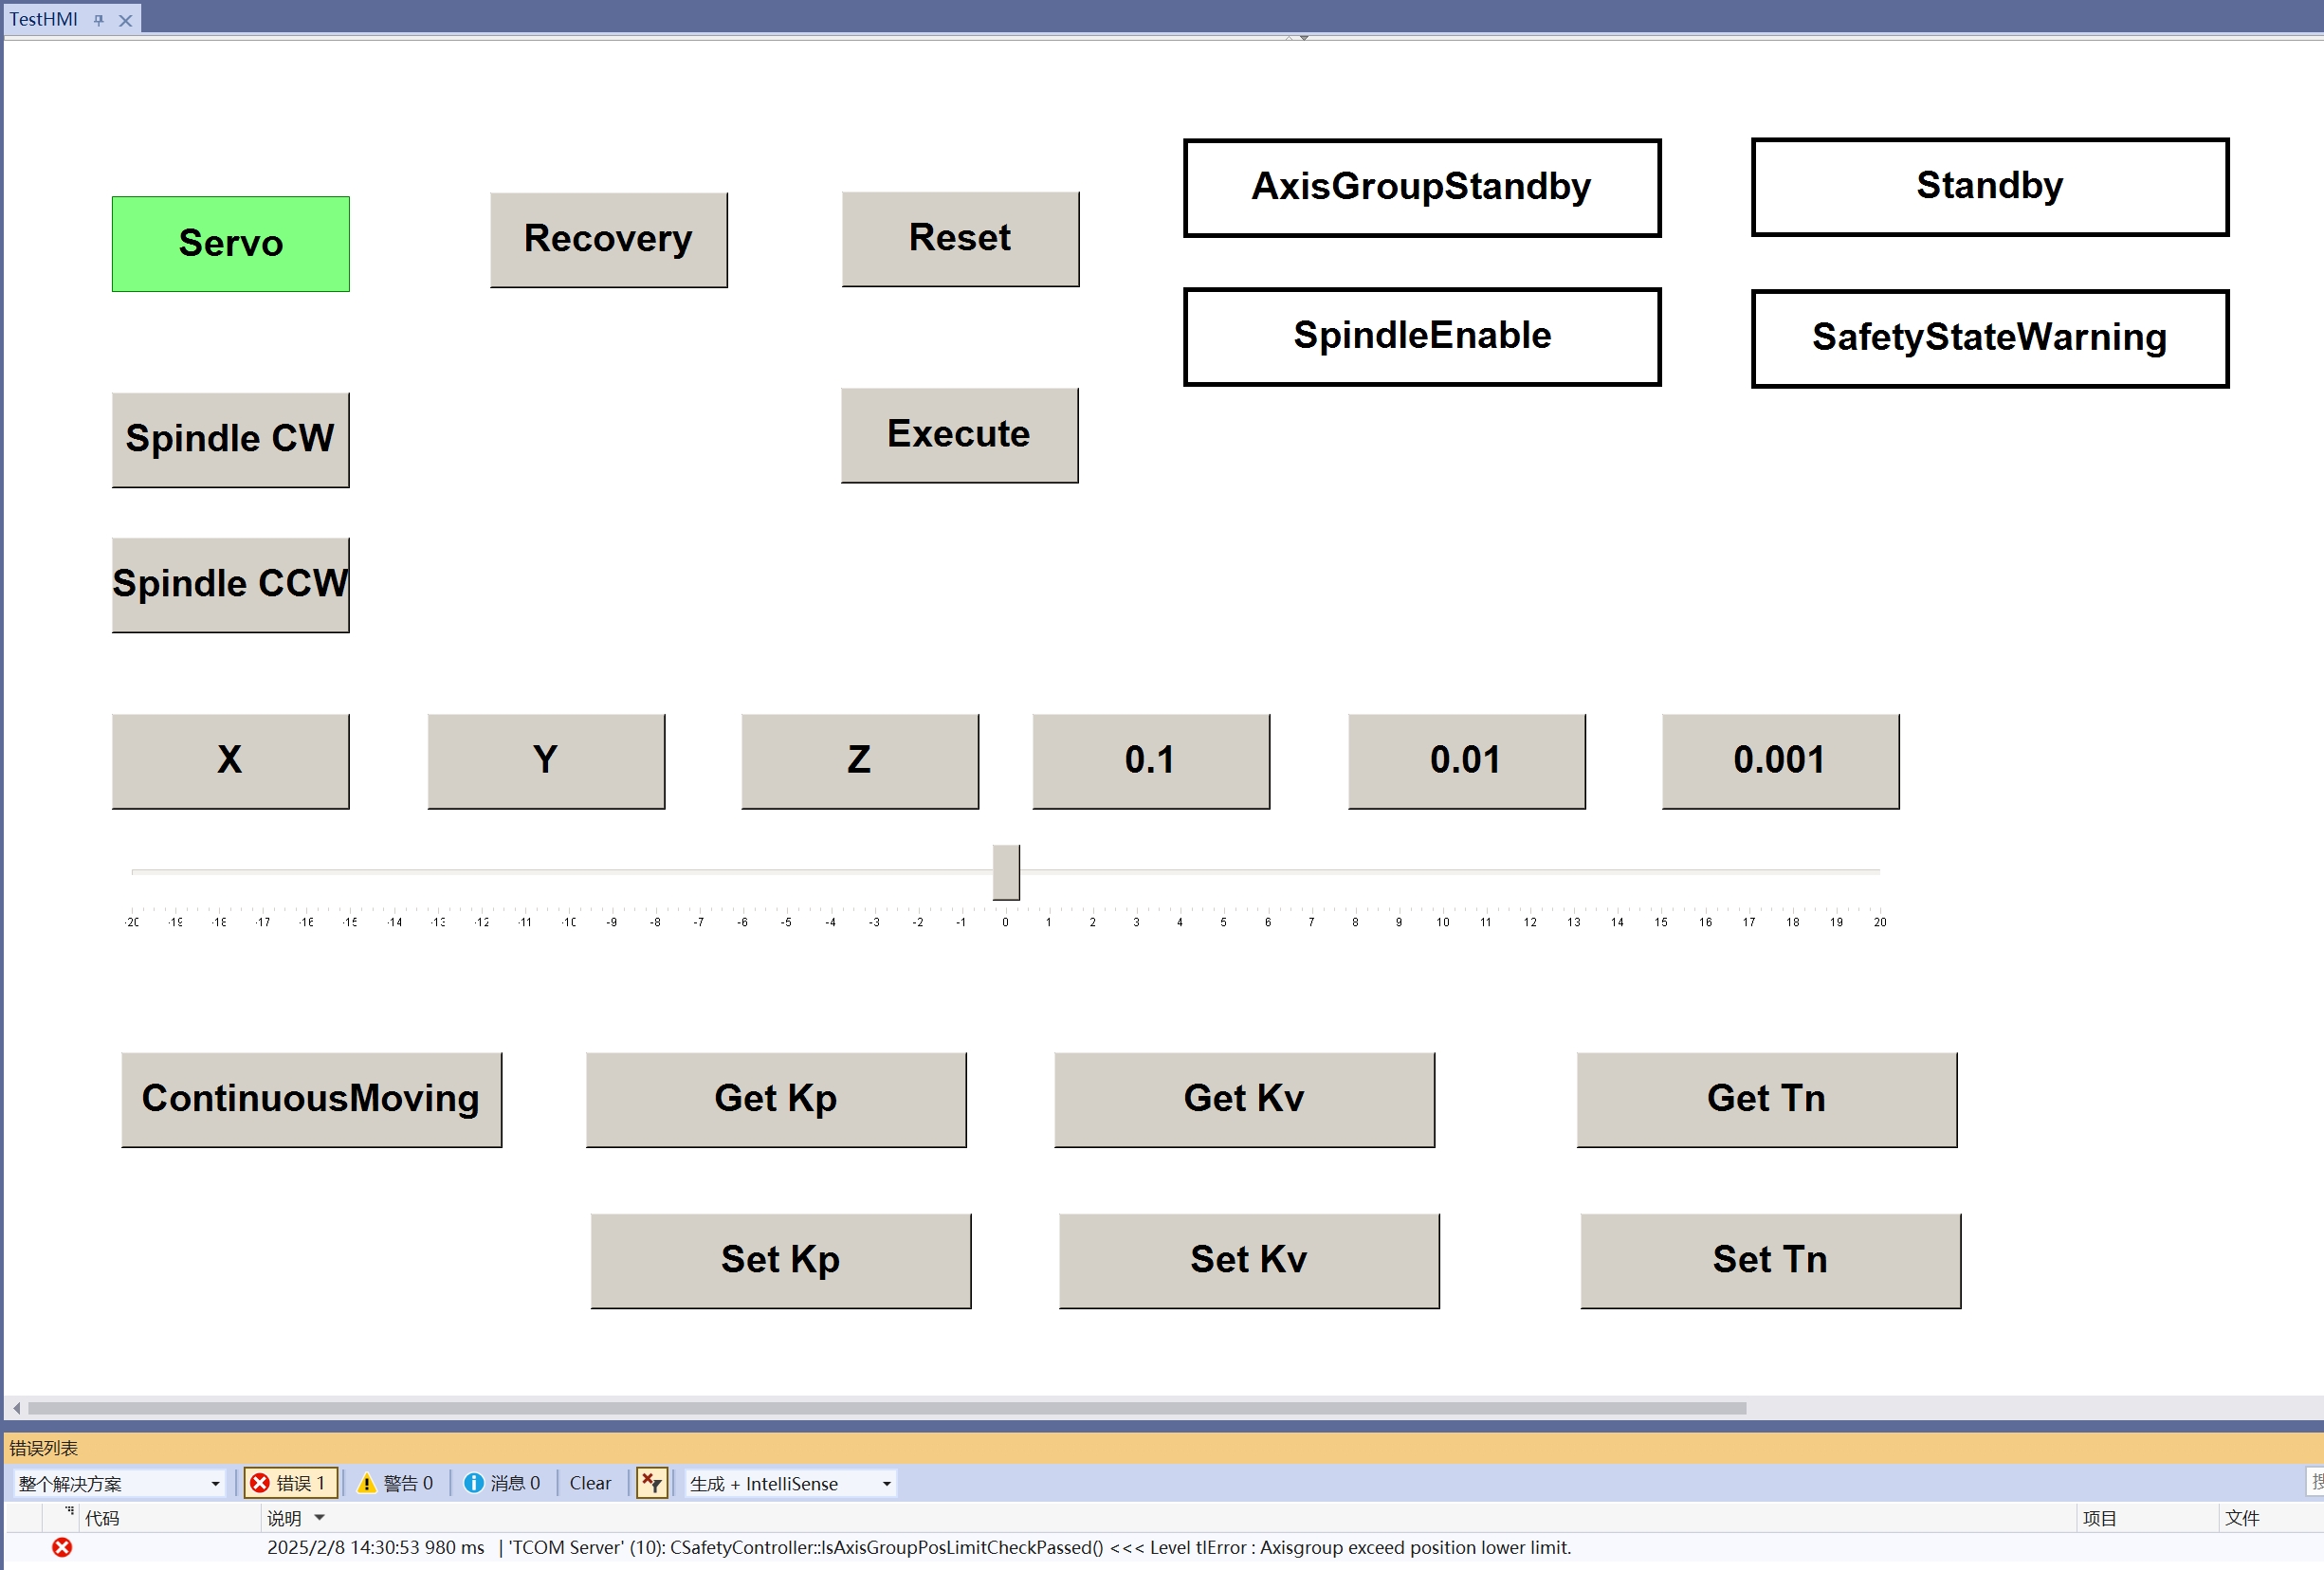 TestHMI
AxisGroupStandby
Standby
Servo
Recovery
Reset
SpindleEnable
SafetyStateWarning
Spindle CW
Execute
Spindle CCW
X
Y
Z
0.1
0.01
0.001
-19 -18 -17 -16 -15 -14 -13 -12 -11 -10 -9 -8 -7 -6 -5 -4 -3 -2 -1 0 1 2 3 4 5 6 7 8 9 10 11 12 13 14 15 16 17 18 19 20
ContinuousMoving
Get Kp
Get Kv
Get Tn
Set Kp
Set Kv
Set Tn
错误列表
整个解决方案
错误 1
警告 0
消息 0
Clear
生成 + IntelliSense
代码
说明
项目
文件
2025/2/8 14:30:53 980 ms | 'TCOM Server' (10): CSafetyController::IsAxisGroupPosLimitCheckPassed() <<< Level tlError : Axisgroup exceed position lower limit.